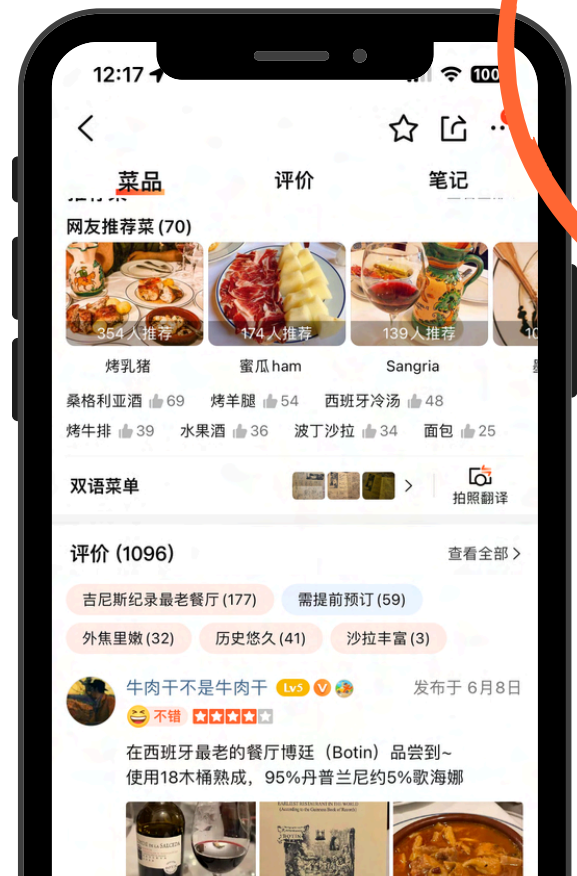 12:17
100
菜品 评价 笔记
网友推荐菜 (70)
354人推荐 174人推荐 139人推荐
烤乳猪 蜜瓜ham Sangria
桑格利亚酒 69 烤羊腿 54 西班牙冷汤 48
烤牛排 39 水果酒 36 波丁沙拉 34 面包 25
双语菜单
拍照翻译
评价 (1096) 查看全部
吉尼斯纪录最老餐厅(177) 需提前预订(59)
外焦里嫩(32) 历史悠久(41) 沙拉丰富(3)
牛肉干不是牛肉干 Lv5 V 发布于 6月8日
不错
在西班牙最老的餐厅博廷（Botin）品尝到~
使用18木桶熟成，95%丹普兰尼约5%歌海娜
BOTIN